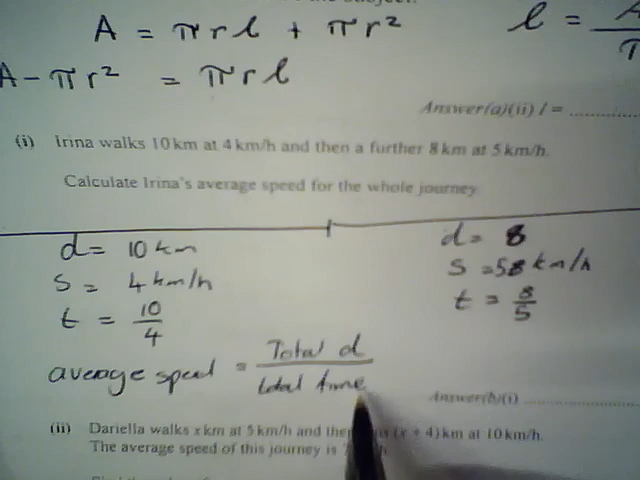 the subject.
A = πrl + πr²
l = A
π
A - πr² = πrl
Answer(a)(ii) l = ..............
(i) Irina walks 10 km at 4 km/h and then a further 8 km at 5 km/h.
Calculate Irina's average speed for the whole journey.
d = 10 km
s = 4 km/h
t = 10/4
d = 8
s = 58 km/h
t = 8/5
average speed = Total d / total time
Answer(b)(i) ..............
(ii) Dariella walks x km at 5 km/h and then (x + 4) km at 10 km/h.
The average speed of this journey is